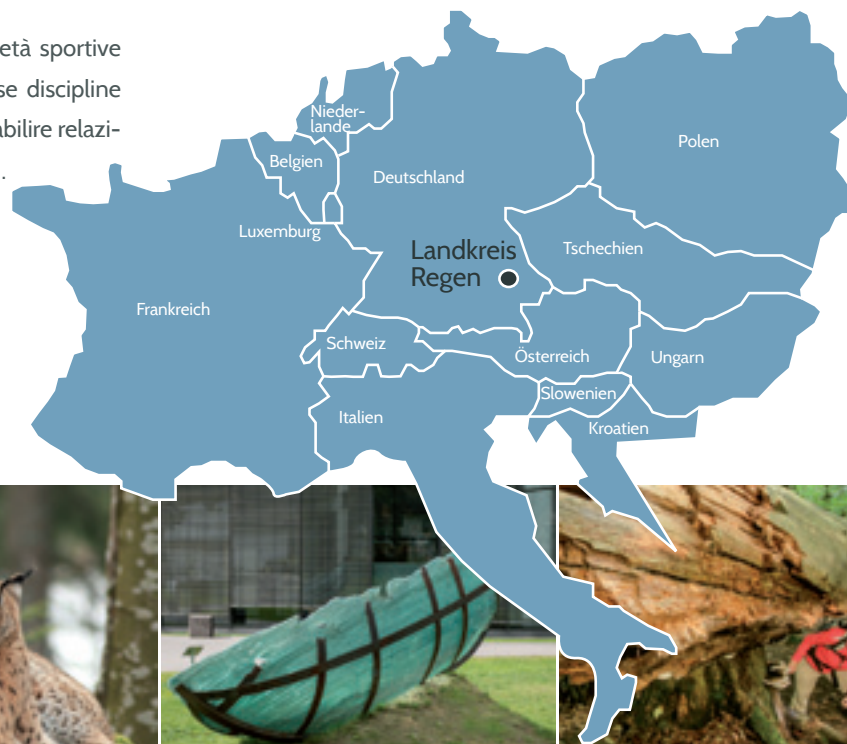 età sportive
se discipline
abilire relazi-
.
Nieder-
lande
Belgien
Deutschland
Polen
Luxemburg
Landkreis
Regen
Tschechien
Frankreich
Schweiz
Österreich
Ungarn
Slowenien
Italien
Kroatien